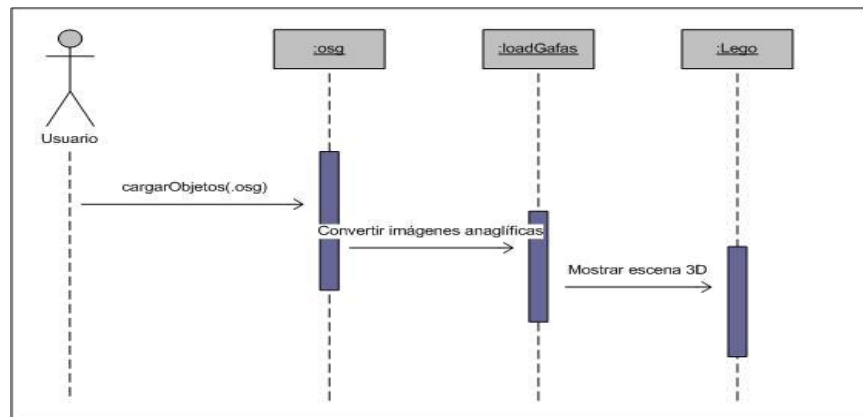 :osg
:loadGafas
:Lego
Usuario
cargarObjetos(.osg)
Convertir imágenes anaglíficas
Mostrar escena 3D